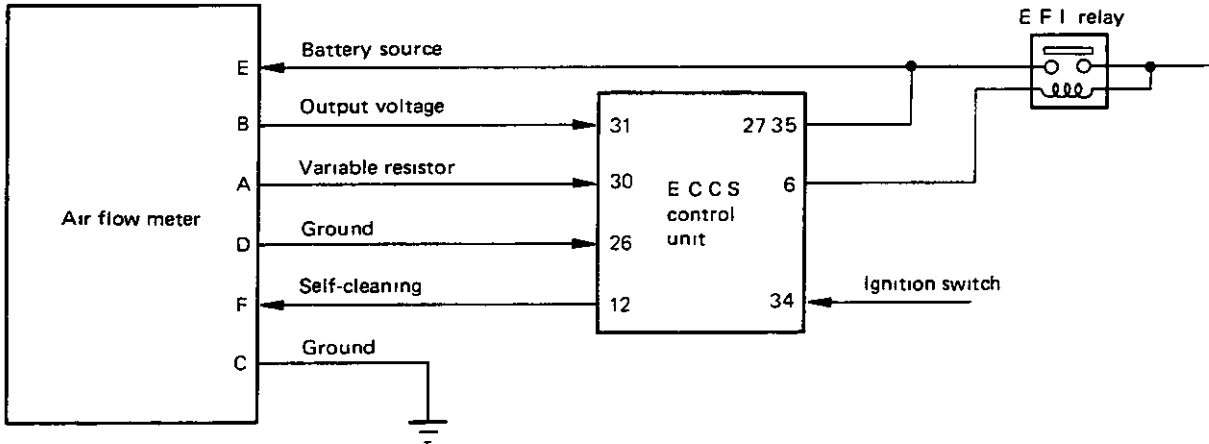 E F I relay
Battery source
E
Output voltage
B
31
27 35
Variable resistor
A
30
6
E C C S
control
unit
Air flow meter
Ground
D
26
Self-cleaning
F
12
34
Ignition switch
Ground
C